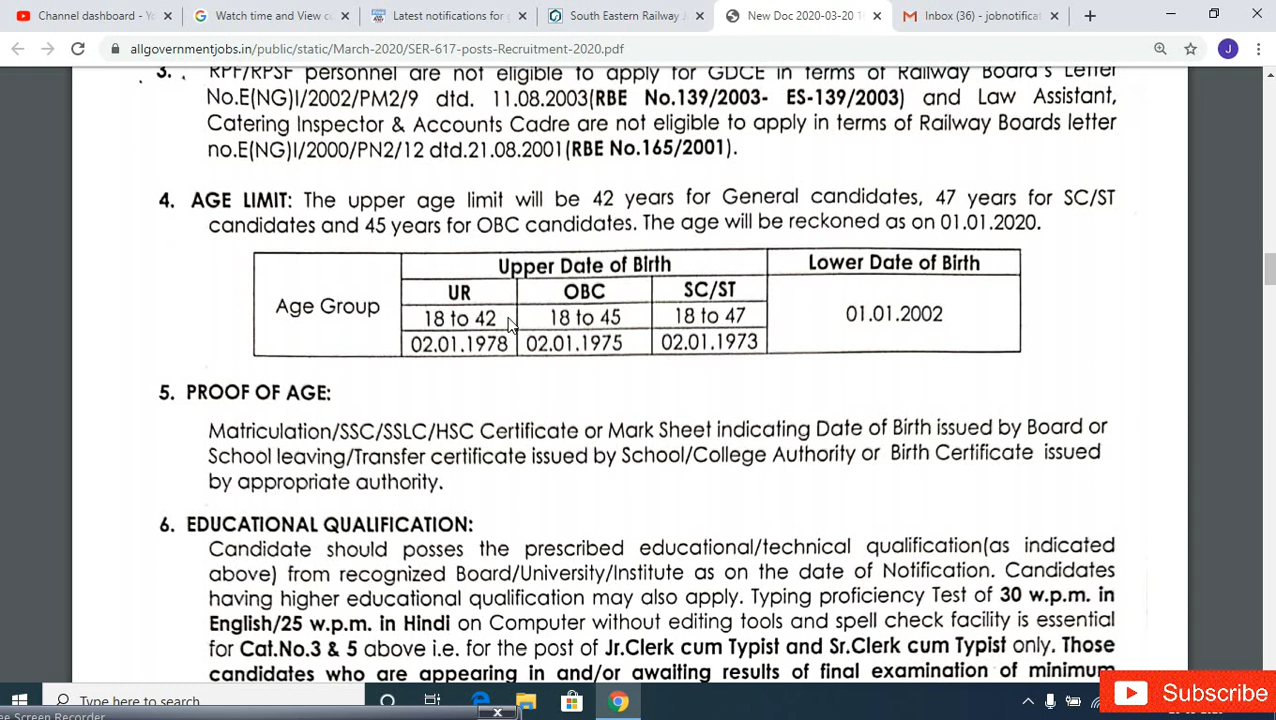 Channel dashboard - Y
Watch time and View c
Latest notifications for g
South Eastern Railway J
New Doc 2020-03-20 1
Inbox (36) - jobnotificat
allgovernmentjobs.in/public/static/March-2020/SER-617-posts-Recruitment-2020.pdf
J
3. RPF/RPSF personnel are not eligible to apply for GDCE in terms of Railway Board's Letter
No.E(NG)I/2002/PM2/9 dtd. 11.08.2003(RBE No.139/2003- ES-139/2003) and Law Assistant,
Catering Inspector & Accounts Cadre are not eligible to apply in terms of Railway Boards letter
no.E(NG)I/2000/PN2/12 dtd.21.08.2001(RBE No.165/2001).
4. AGE LIMIT: The upper age limit will be 42 years for General candidates, 47 years for SC/ST
candidates and 45 years for OBC candidates. The age will be reckoned as on 01.01.2020.
Age Group
Upper Date of Birth
Lower Date of Birth
UR OBC SC/ST
18 to 42 18 to 45 18 to 47
01.01.2002
02.01.1978 02.01.1975 02.01.1973
5. PROOF OF AGE:
Matriculation/SSC/SSLC/HSC Certificate or Mark Sheet indicating Date of Birth issued by Board or
School leaving/Transfer certificate issued by School/College Authority or Birth Certificate issued
by appropriate authority.
6. EDUCATIONAL QUALIFICATION:
Candidate should posses the prescribed educational/technical qualification(as indicated
above) from recognized Board/University/Institute as on the date of Notification. Candidates
having higher educational qualification may also apply. Typing proficiency Test of 30 w.p.m. in
English/25 w.p.m. in Hindi on Computer without editing tools and spell check facility is essential
for Cat.No.3 & 5 above i.e. for the post of Jr.Clerk cum Typist and Sr.Clerk cum Typist only. Those
candidates who are appearing in and/or awaiting results of final examination of minimum
Type here to search
Screen Recorder
Subscribe